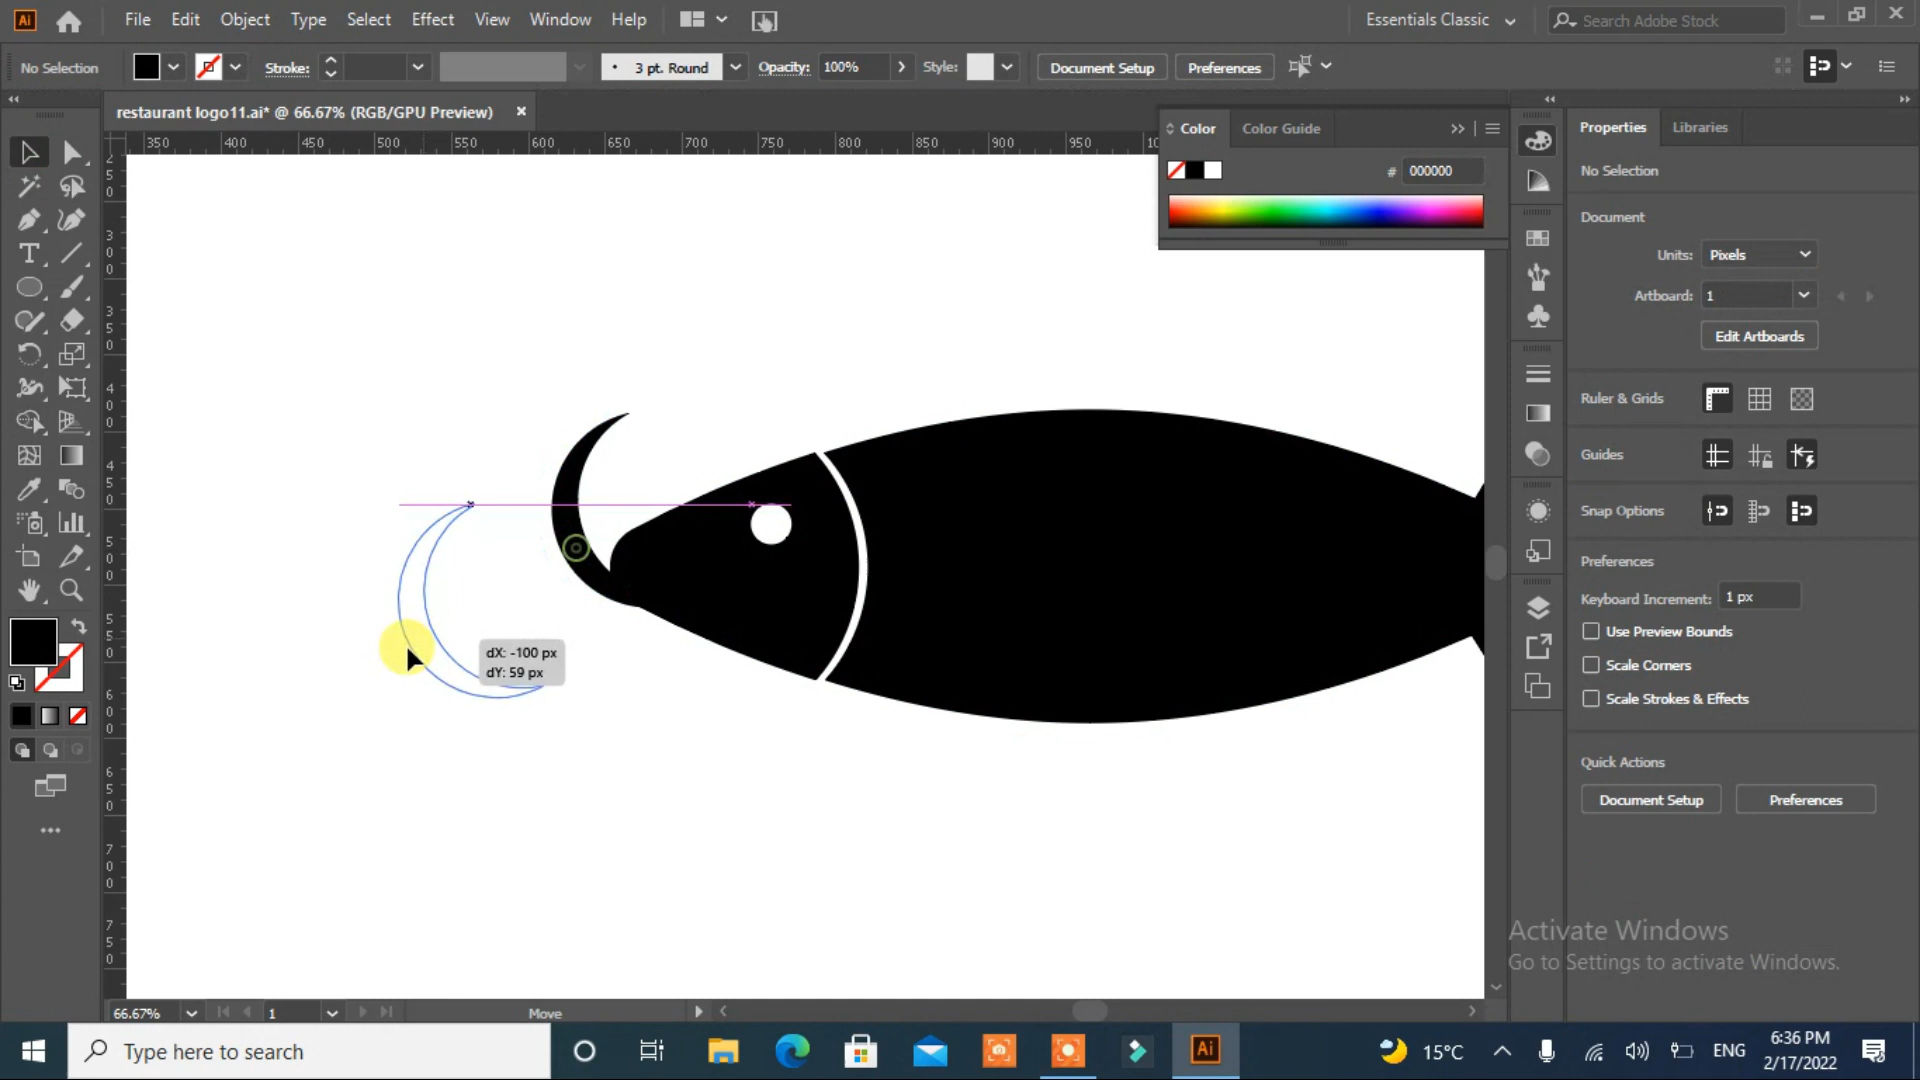 Ai File Edit Object Type Select Effect View Window Help Essentials Classic Search Adobe Stock
No Selection Stroke: 3 pt. Round Opacity: 100% Style: Document Setup Preferences
restaurant logo11.ai* @ 66.67% (RGB/GPU Preview)
350 400 450 500 550 600 650 700 750 800 850 900 950
Color Color Guide
# 000000
Properties Libraries
No Selection
Document
Units: Pixels
Artboard: 1
Edit Artboards
Ruler & Grids
Guides
Snap Options
Preferences
Keyboard Increment: 1 px
Use Preview Bounds
Scale Corners
Scale Strokes & Effects
Quick Actions
Document Setup Preferences
dX: -100 px
dY: 59 px
Activate Windows
Go to Settings to activate Windows.
66.67% 1 Move
Type here to search
Ai
15°C
ENG
6:36 PM
2/17/2022